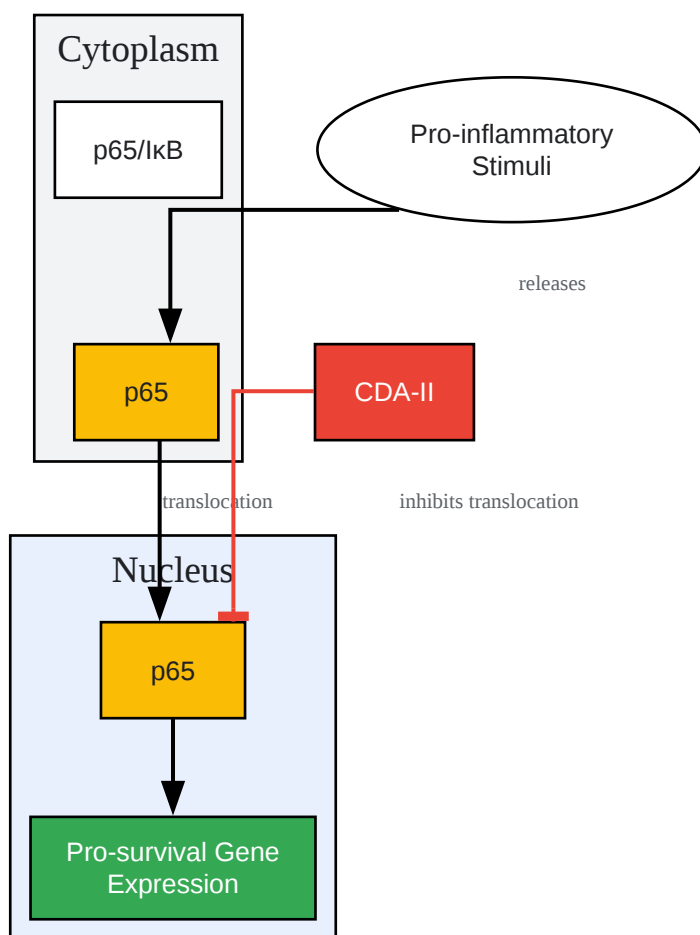 Cytoplasm
p65/IκB
Pro-inflammatory
Stimuli
releases
p65
CDA-II
translocation
inhibits translocation
Nucleus
p65
Pro-survival Gene
Expression